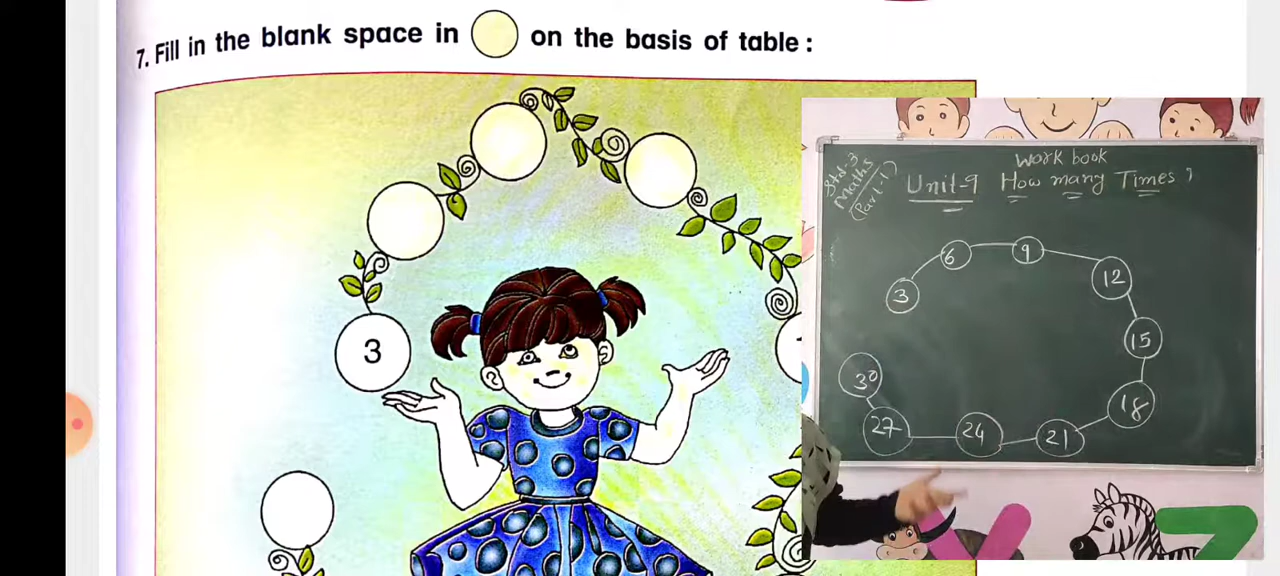 7. Fill in the blank space in on the basis of table :
3
Std-3
Maths
(Part-1)
Work book
Unit-9 How many Times ?
3
6
9
12
15
18
21
24
27
30